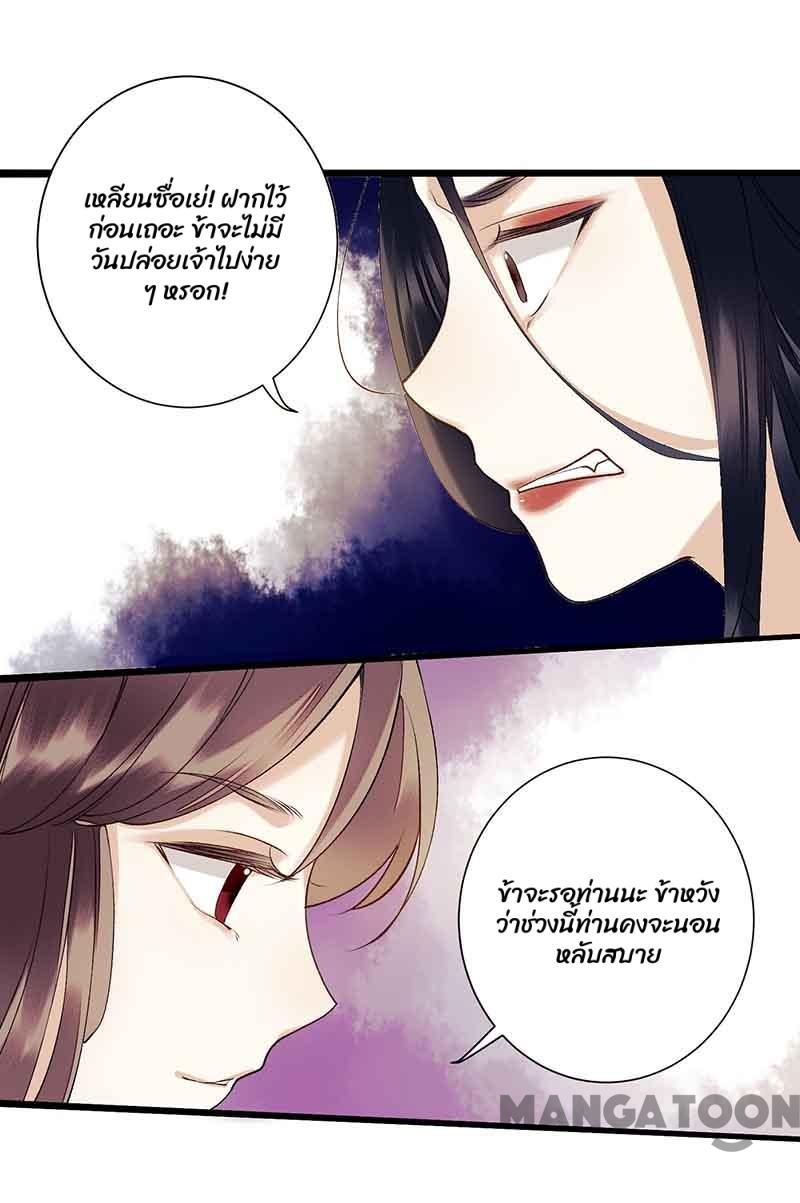 เหลียนซื่อเย่! ฝากไว้
ก่อนเถอะ ข้าจะไม่มี
วันปล่อยเจ้าไปง่าย
ๆ หรอก!
ข้าจะรอท่านนะ ข้าหวัง
ว่าช่วงนี้ท่านคงจะนอน
หลับสบาย
MANGATOON